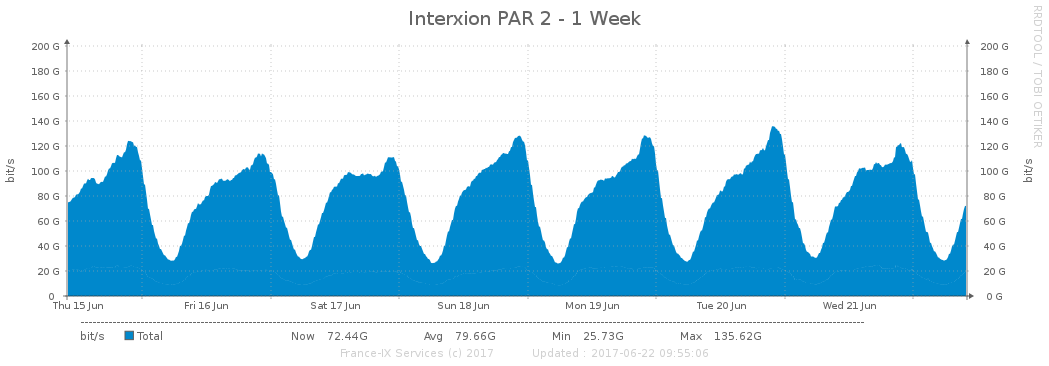 Interxion PAR 2 - 1 Week
RRDTOOL / TOBI OETIKER
bit/s
bit/s
200 G 200 G
180 G 180 G
160 G 160 G
140 G 140 G
120 G 120 G
100 G 100 G
80 G 80 G
60 G 60 G
40 G 40 G
20 G 20 G
0 0 G
Thu 15 Jun Fri 16 Jun Sat 17 Jun Sun 18 Jun Mon 19 Jun Tue 20 Jun Wed 21 Jun
bit/s Total Now 72.44G Avg 79.66G Min 25.73G Max 135.62G
France-IX Services (c) 2017 Updated : 2017-06-22 09:55:06